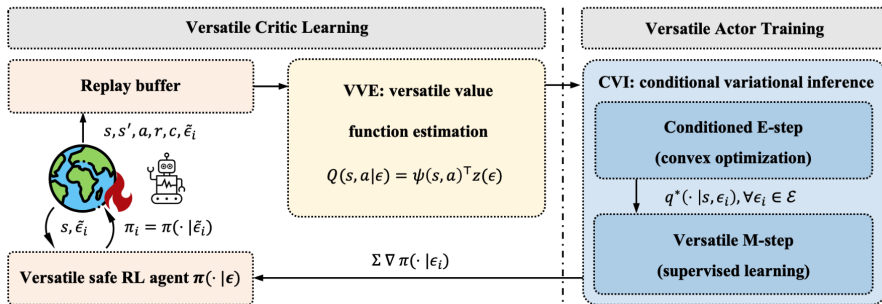 Versatile Critic Learning
Versatile Actor Training
Replay buffer
s, s′, a, r, c, ε̃ᵢ
s, ε̃ᵢ
πᵢ = π(· |ε̃ᵢ)
Versatile safe RL agent π(· |ϵ)
VVE: versatile value
function estimation
Q(s, a|ϵ) = ψ(s, a)ᵀz(ϵ)
CVI: conditional variational inference
Conditioned E-step
(convex optimization)
q*(· |s, ϵᵢ), ∀ϵᵢ ∈ ℰ
Versatile M-step
(supervised learning)
Σ ∇ π(· |ϵᵢ)